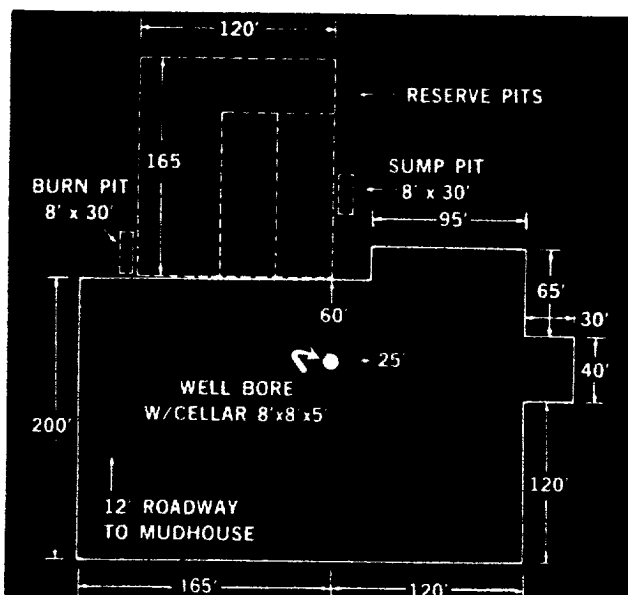 120'
RESERVE PITS
165
BURN PIT
8' x 30'
SUMP PIT
8' x 30'
95'
65'
30'
60'
40'
25'
WELL BORE
W/CELLAR 8'x8'x5'
200'
120'
12' ROADWAY
TO MUDHOUSE
165'
120'